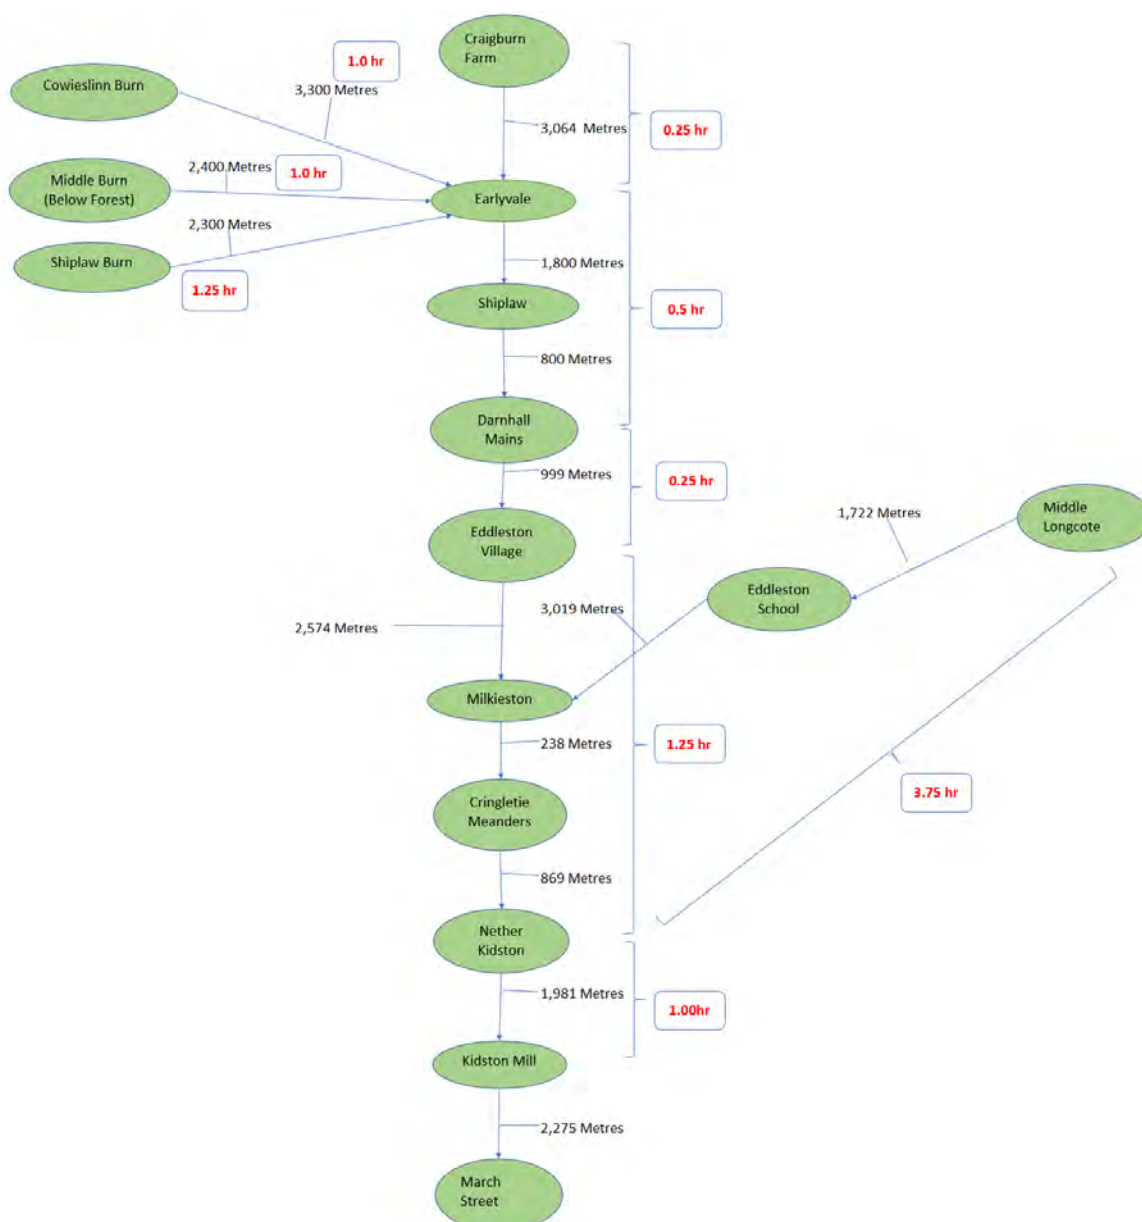 Craigburn
Farm
1.0 hr
Cowieslinn Burn
3,300 Metres
3,064 Metres
0.25 hr
2,400 Metres
1.0 hr
Middle Burn
(Below Forest)
Earlyvale
2,300 Metres
Shiplaw Burn
1.25 hr
1,800 Metres
Shiplaw
0.5 hr
800 Metres
Darnhall
Mains
999 Metres
0.25 hr
Eddleston
Village
1,722 Metres
Middle
Longcote
Eddleston
School
3,019 Metres
2,574 Metres
Milkieston
238 Metres
1.25 hr
3.75 hr
Cringletie
Meanders
869 Metres
Nether
Kidston
1,981 Metres
1.00hr
Kidston Mill
2,275 Metres
March
Street